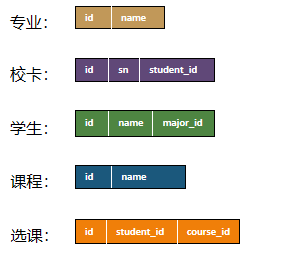 专业： id name
校卡： id sn student_id
学生： id name major_id
课程： id name
选课： id student_id course_id